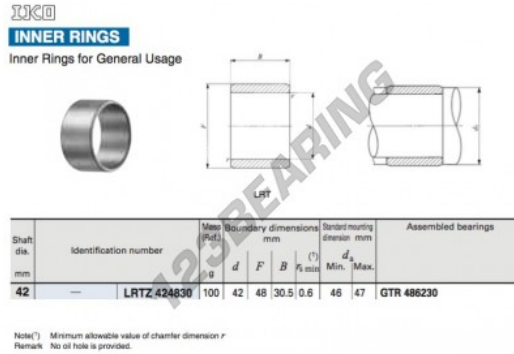 IKO
INNER RINGS
Inner Rings for General Usage
B
r
r
F
d
da
LRT
123BEARING
Shaft dia. mm
Identification number
Mass (Ref.) g
Boundary dimensions mm
d F B rs min (1)
Standard mounting dimension mm
da
Min. Max.
Assembled bearings
42 — LRTZ 424830 100 42 48 30.5 0.6 46 47 GTR 486230
Note(1) Minimum allowable value of chamfer dimension r
Remark No oil hole is provided.